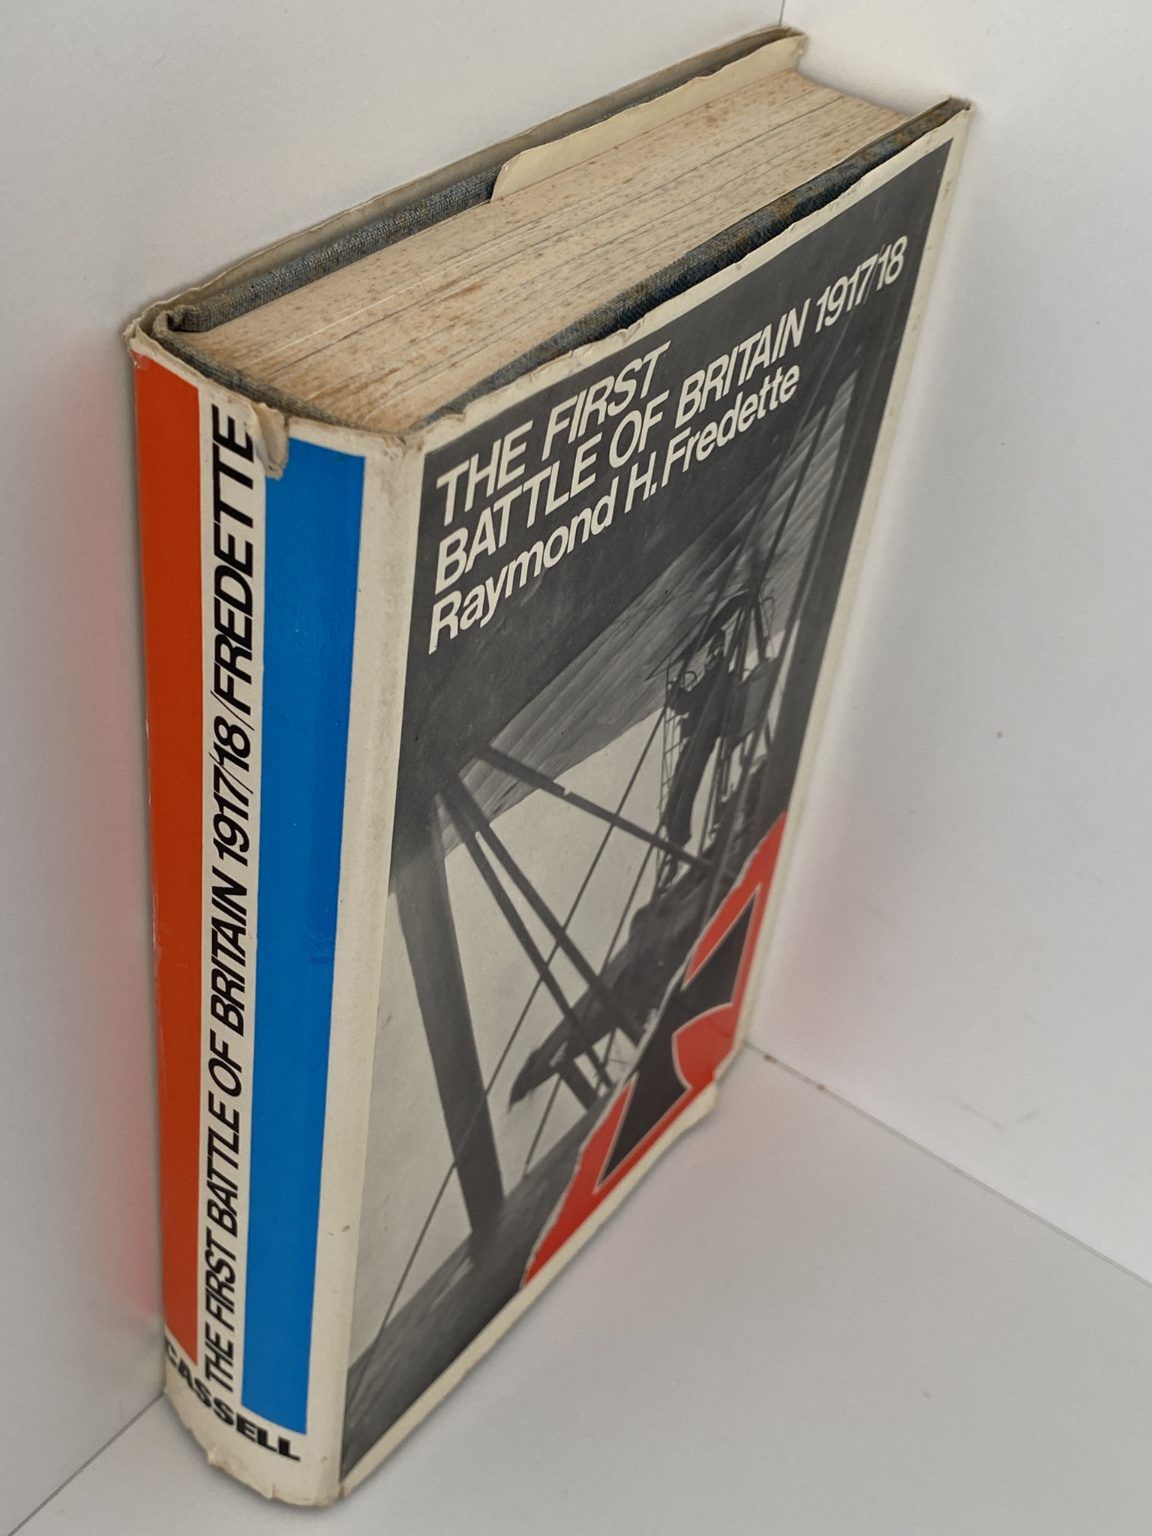 THE FIRST
BATTLE OF BRITAIN 1917/18
Raymond H. Fredette
THE FIRST BATTLE OF BRITAIN 1917/18/FREDETTE
CASSELL